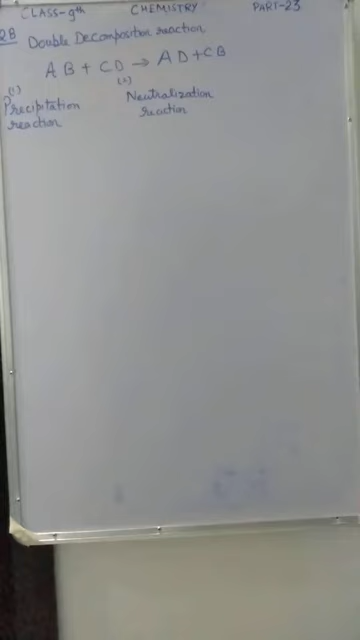 CLASS-9th CHEMISTRY PART-23
28 Double Decomposition reaction
AB + CD → AD + CB
(1) (2)
Precipitation Neutralization
reaction reaction